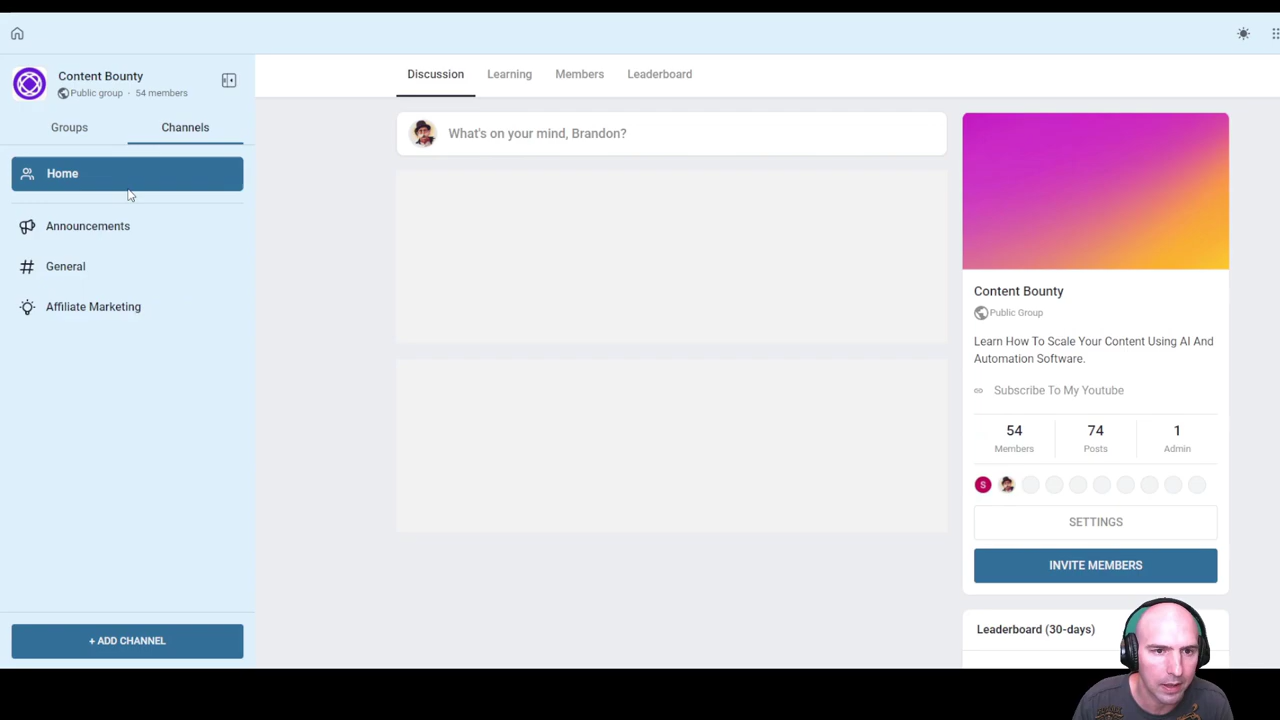 Content Bounty
Public group · 54 members
Groups
Channels
Home
Announcements
General
Affiliate Marketing
+ ADD CHANNEL
Discussion
Learning
Members
Leaderboard
What's on your mind, Brandon?
Content Bounty
Public Group
Learn How To Scale Your Content Using AI And
Automation Software.
Subscribe To My Youtube
54
Members
74
Posts
1
Admin
S
SETTINGS
INVITE MEMBERS
Leaderboard (30-days)